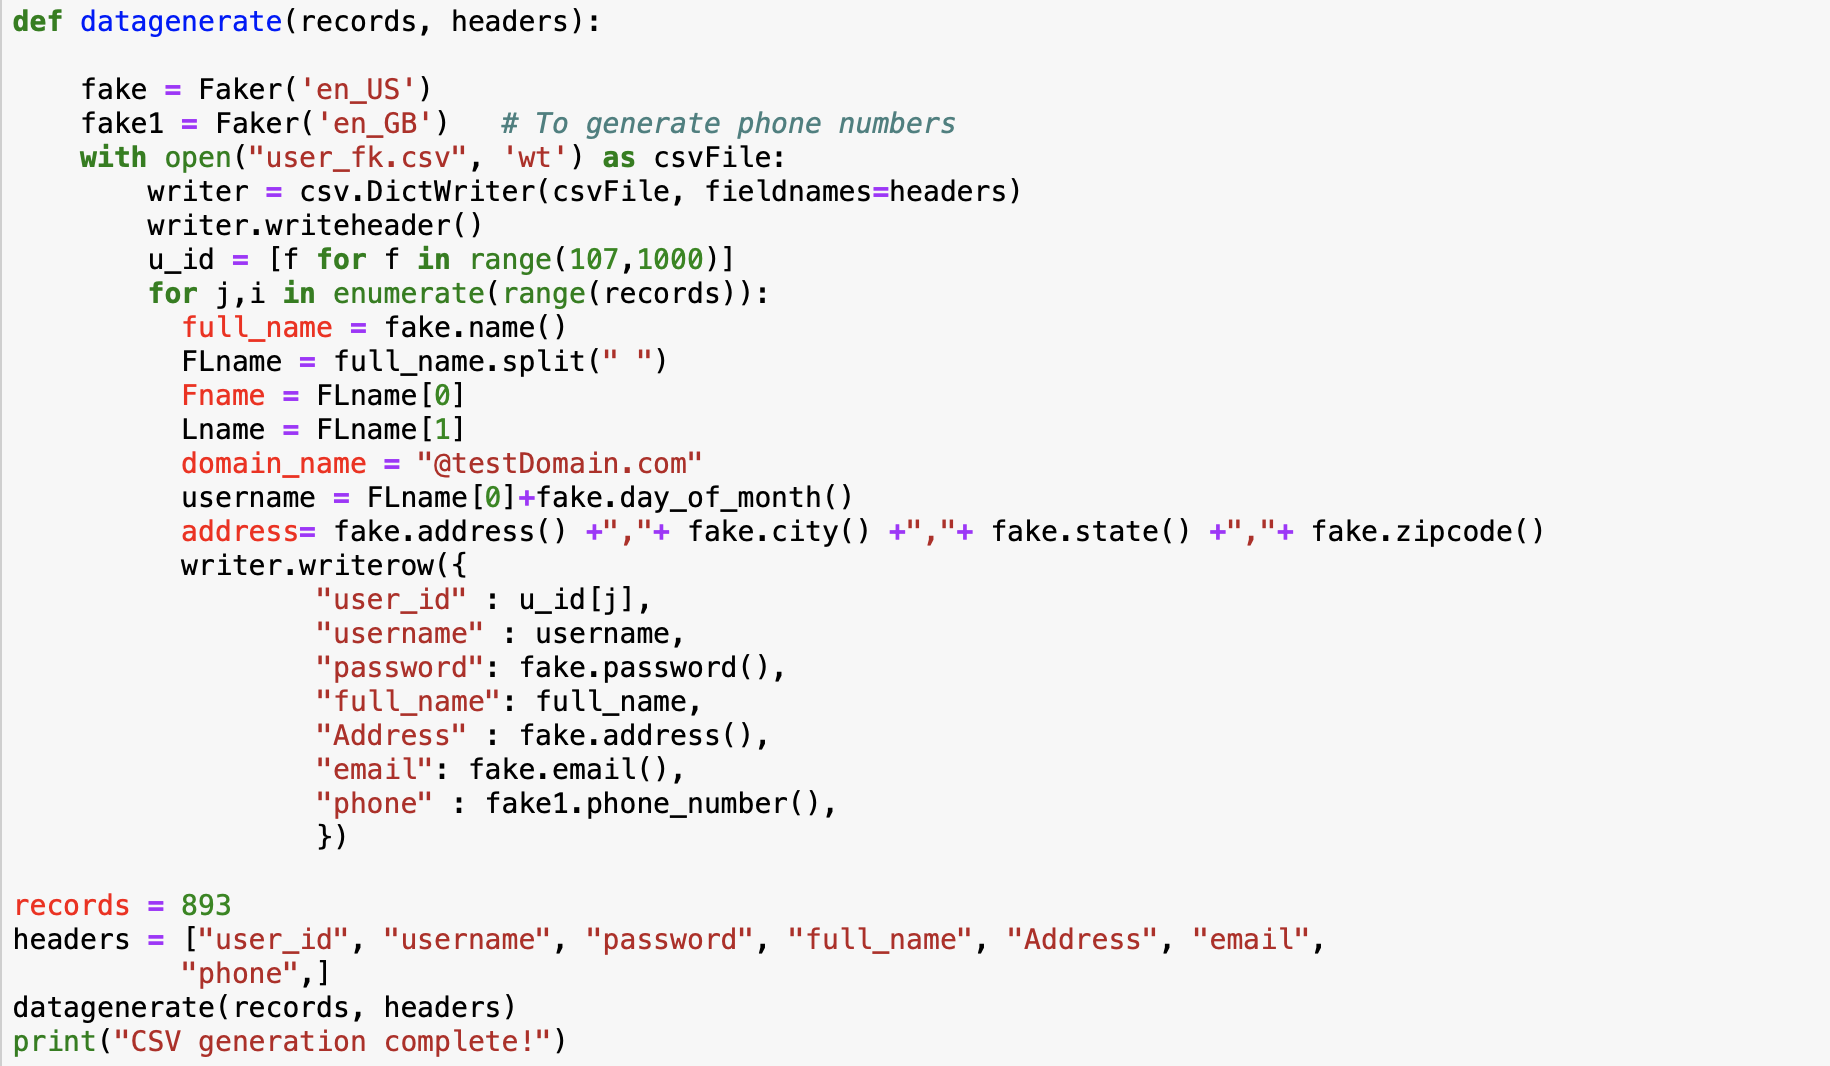 def datagenerate(records, headers):
    fake = Faker('en_US')
    fake1 = Faker('en_GB')   # To generate phone numbers
    with open("user_fk.csv", 'wt') as csvFile:
        writer = csv.DictWriter(csvFile, fieldnames=headers)
        writer.writeheader()
        u_id = [f for f in range(107,1000)]
        for j,i in enumerate(range(records)):
          full_name = fake.name()
          FLname = full_name.split(" ")
          Fname = FLname[0]
          Lname = FLname[1]
          domain_name = "@testDomain.com"
          username = FLname[0]+fake.day_of_month()
          address= fake.address() +","+ fake.city() +","+ fake.state() +","+ fake.zipcode()
          writer.writerow({
                  "user_id" : u_id[j],
                  "username" : username,
                  "password": fake.password(),
                  "full_name": full_name,
                  "Address" : fake.address(),
                  "email": fake.email(),
                  "phone" : fake1.phone_number(),
                  })
records = 893
headers = ["user_id", "username", "password", "full_name", "Address", "email",
          "phone",]
datagenerate(records, headers)
print("CSV generation complete!")